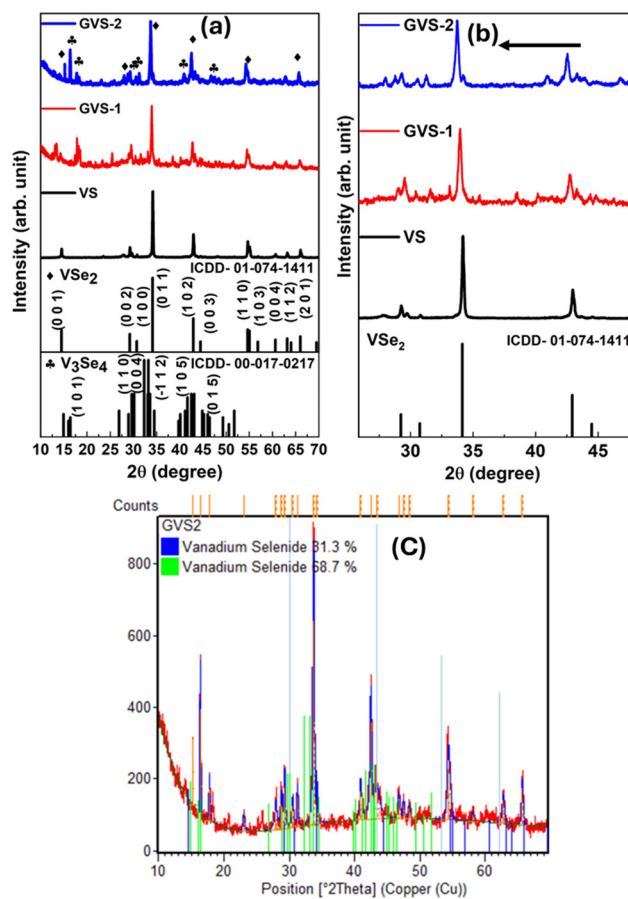 (a)
GVS-2
GVS-1
VS
♦ VSe2
ICDD- 01-074-1411
(0 0 1)
(0 0 2)
(1 0 0)
(0 1 1)
(1 0 2)
(0 0 3)
(1 1 0)
(1 0 3)
(0 0 4)
(1 1 2)
(2 0 1)
♣ V3Se4
ICDD- 00-017-0217
(1 0 1)
(1 1 0)
(0 0 4)
(-1 1 2)
(1 0 5)
(0 1 5)
10 15 20 25 30 35 40 45 50 55 60 65 70
2θ (degree)
Intensity (arb. unit)
(b)
GVS-2
GVS-1
VS
VSe2
ICDD- 01-074-1411
30 35 40 45
2θ (degree)
Intensity (arb. unit)
Counts
GVS2
(C)
Vanadium Selenide 31.3 %
Vanadium Selenide 68.7 %
800
600
400
200
0
10 20 30 40 50 60
Position [°2Theta] (Copper (Cu))